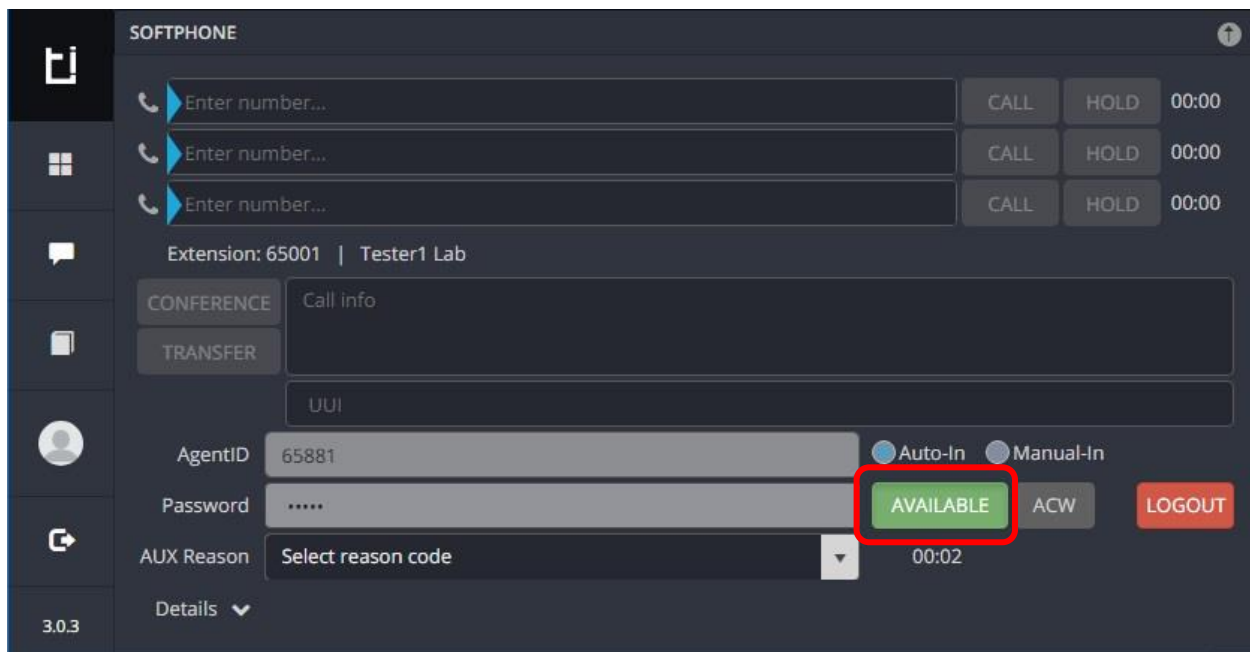 SOFTPHONE
Enter number... CALL HOLD 00:00
Enter number... CALL HOLD 00:00
Enter number... CALL HOLD 00:00
Extension: 65001 | Tester1 Lab
CONFERENCE Call info
TRANSFER
UUI
AgentID 65881 Auto-In Manual-In
Password ••••• AVAILABLE ACW LOGOUT
AUX Reason Select reason code 00:02
Details
3.0.3